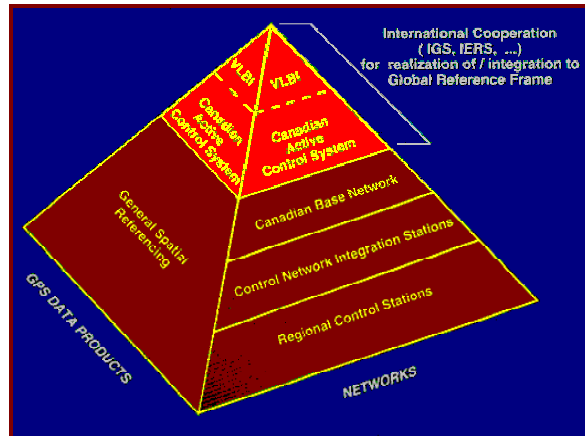 International Cooperation
( IGS, IERS, ...)
for realization of / integration to
Global Reference Frame
VLBI
VLBI
Canadian
Active
Control System
Canadian
Active
Control System
General Spatial
Referencing
Canadian Base Network
Control Network Integration Stations
Regional Control Stations
GPS DATA PRODUCTS
NETWORKS